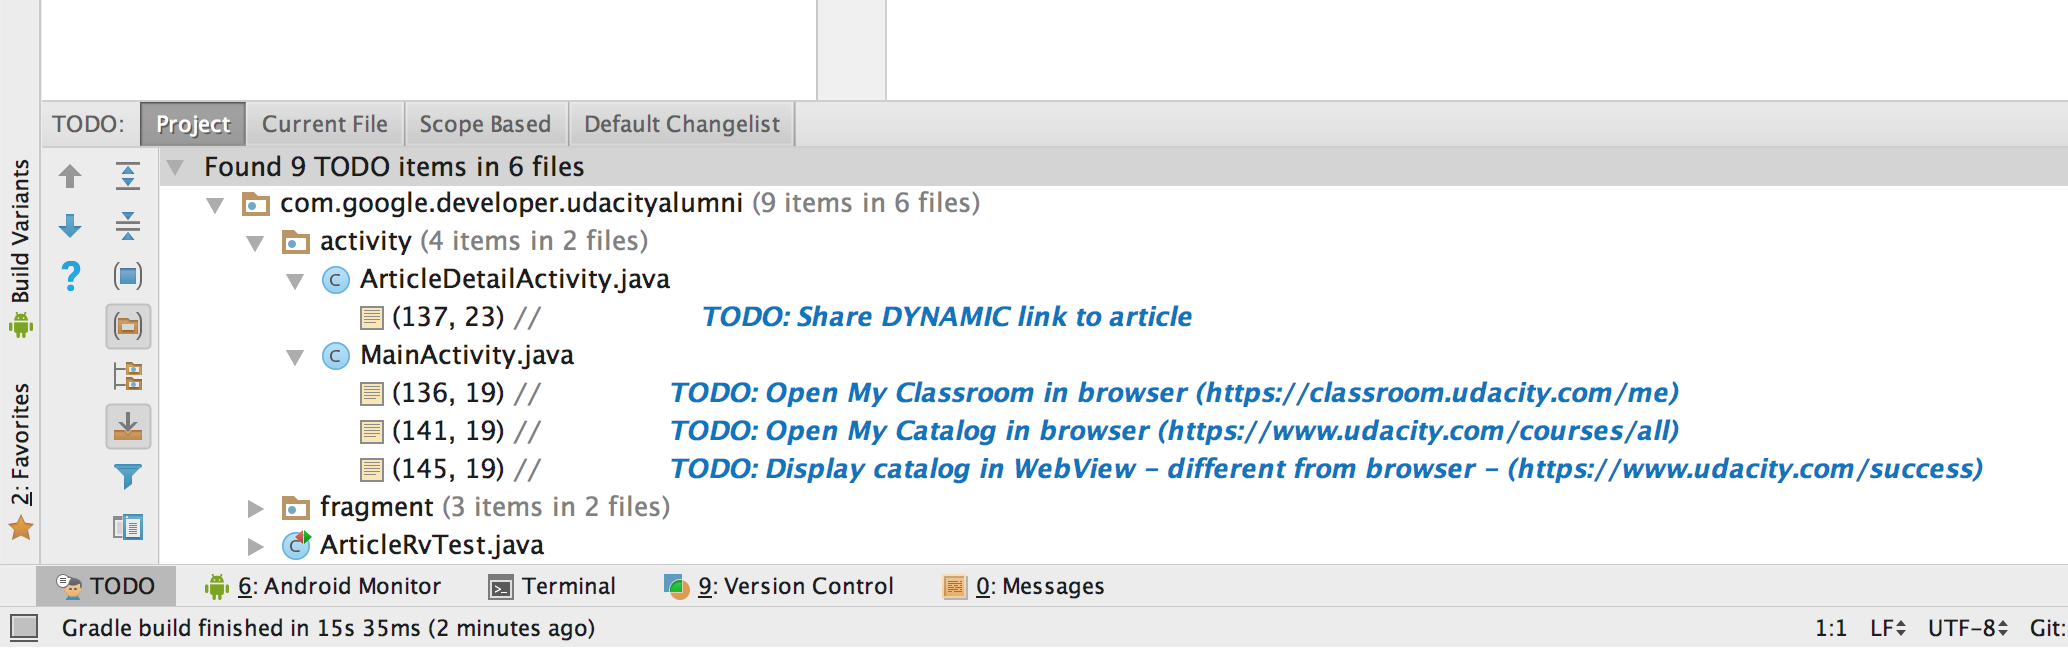 TODO: Project Current File Scope Based Default Changelist
Found 9 TODO items in 6 files
com.google.developer.udacityalumni (9 items in 6 files)
activity (4 items in 2 files)
ArticleDetailActivity.java
(137, 23) // TODO: Share DYNAMIC link to article
MainActivity.java
(136, 19) // TODO: Open My Classroom in browser (https://classroom.udacity.com/me)
(141, 19) // TODO: Open My Catalog in browser (https://www.udacity.com/courses/all)
(145, 19) // TODO: Display catalog in WebView – different from browser – (https://www.udacity.com/success)
fragment (3 items in 2 files)
ArticleRvTest.java
Build Variants
2: Favorites
TODO 6: Android Monitor Terminal 9: Version Control 0: Messages
Gradle build finished in 15s 35ms (2 minutes ago) 1:1 LF UTF-8 Git: